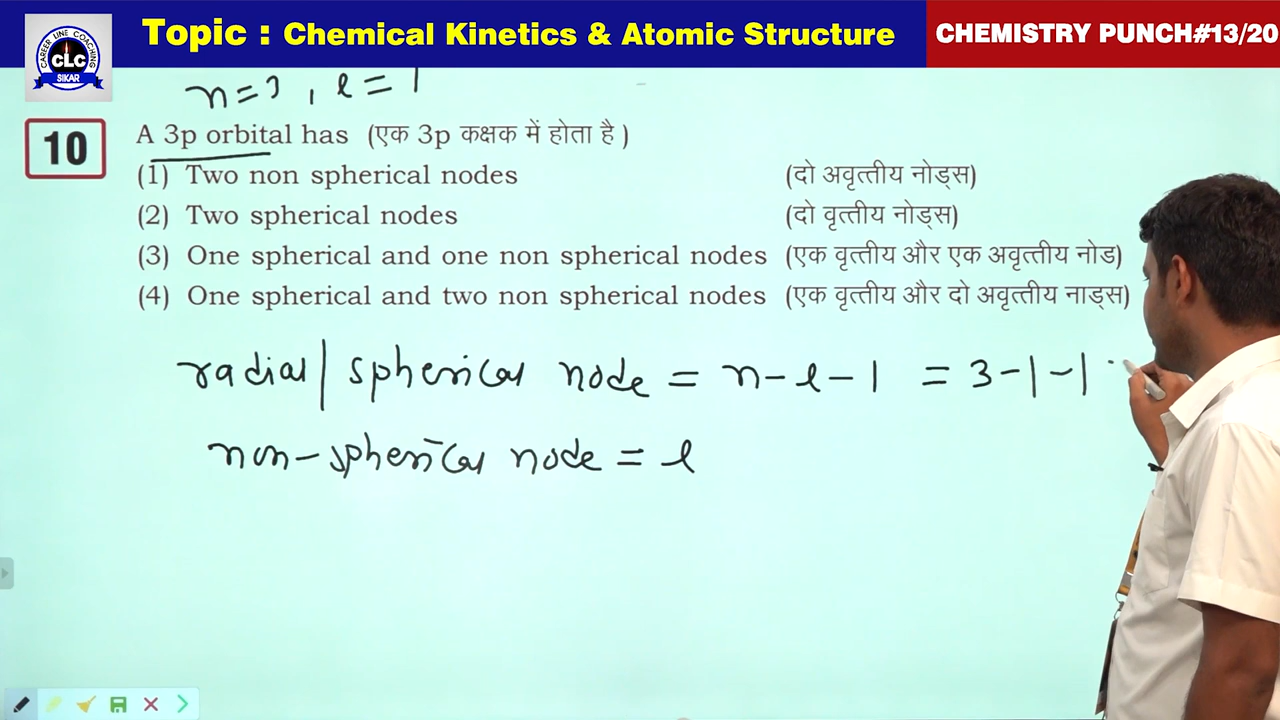 CAREER LINE COACHING
CLC
SIKAR
Topic : Chemical Kinetics & Atomic Structure
CHEMISTRY PUNCH#13/20
n=3 , l=1
10
A 3p orbital has (एक 3p कक्षक में होता है )
(1) Two non spherical nodes (दो अवृत्तीय नोड्स)
(2) Two spherical nodes (दो वृत्तीय नोड्स)
(3) One spherical and one non spherical nodes (एक वृत्तीय और एक अवृत्तीय नोड)
(4) One spherical and two non spherical nodes (एक वृत्तीय और दो अवृत्तीय नाड्स)
radial | spherical node = n-l-1 = 3-1-1
non-spherical node = l